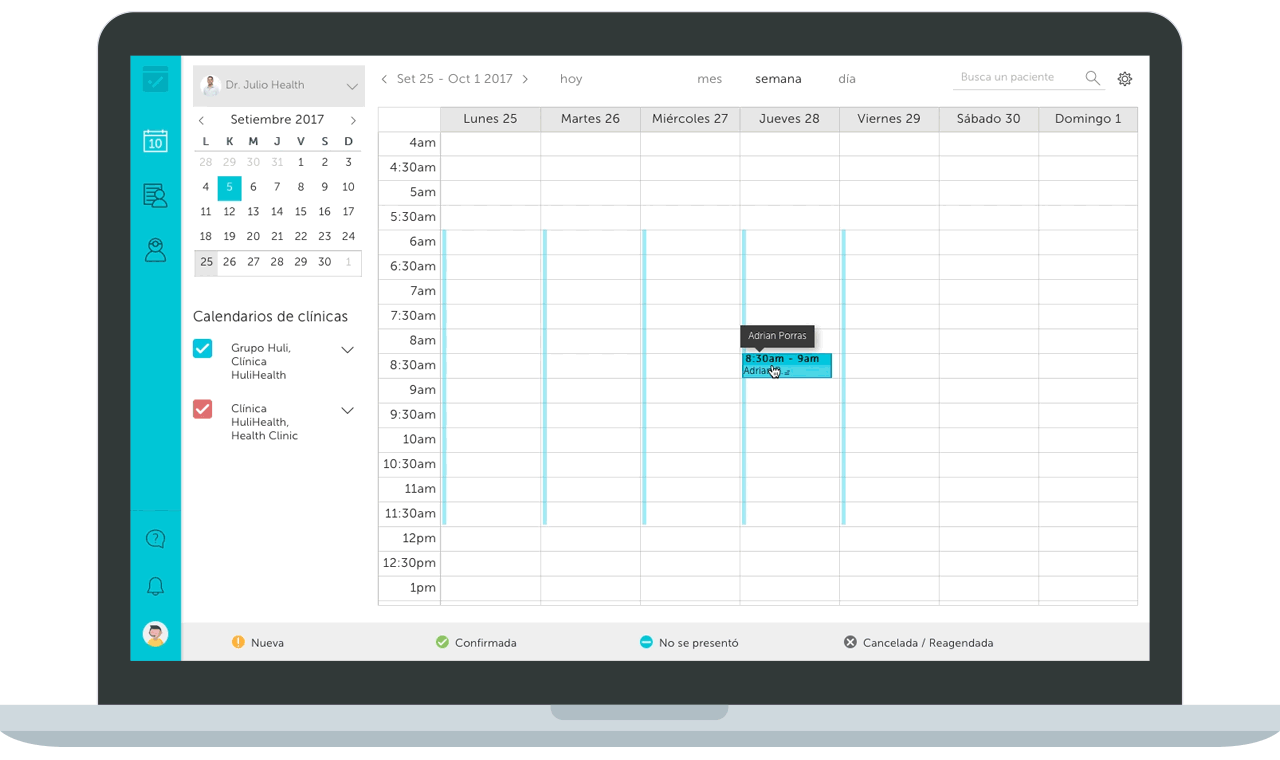 Dr. Julio Health
Set 25 - Oct 1 2017
hoy
mes
semana
día
Busca un paciente
10
Setiembre 2017
L K M J V S D
28 29 30 31 1 2 3
4 5 6 7 8 9 10
11 12 13 14 15 16 17
18 19 20 21 22 23 24
25 26 27 28 29 30 1
Calendarios de clínicas
Grupo Huli,
Clínica
HuliHealth
Clínica
HuliHealth,
Health Clinic
Lunes 25
Martes 26
Miércoles 27
Jueves 28
Viernes 29
Sábado 30
Domingo 1
4am
4:30am
5am
5:30am
6am
6:30am
7am
7:30am
8am
8:30am
9am
9:30am
10am
10:30am
11am
11:30am
12pm
12:30pm
1pm
Adrian Porras
8:30am - 9am
?
Nueva
Confirmada
No se presentó
Cancelada / Reagendada